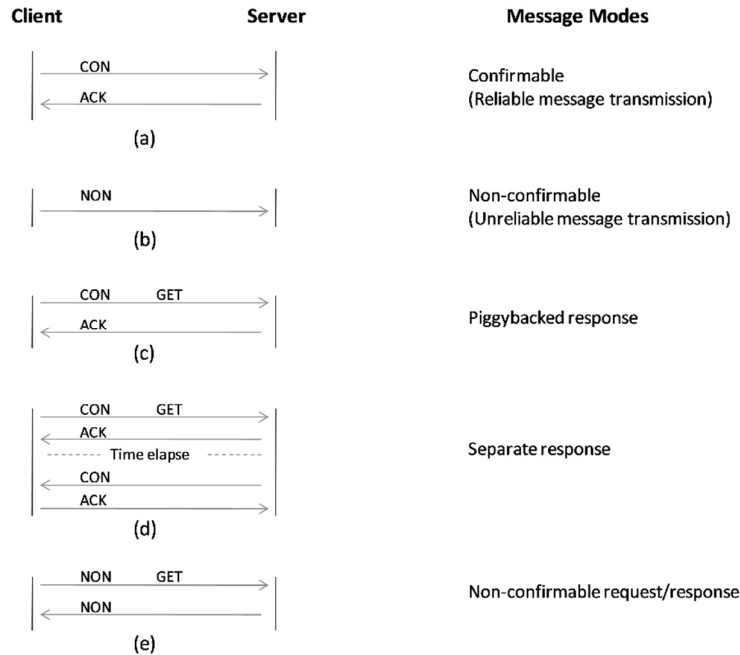 Client Server Message Modes
CON
ACK
Confirmable
(Reliable message transmission)
(a)
NON
Non-confirmable
(Unreliable message transmission)
(b)
CON GET
ACK
Piggybacked response
(c)
CON GET
ACK
Time elapse
CON
ACK
Separate response
(d)
NON GET
NON
Non-confirmable request/response
(e)